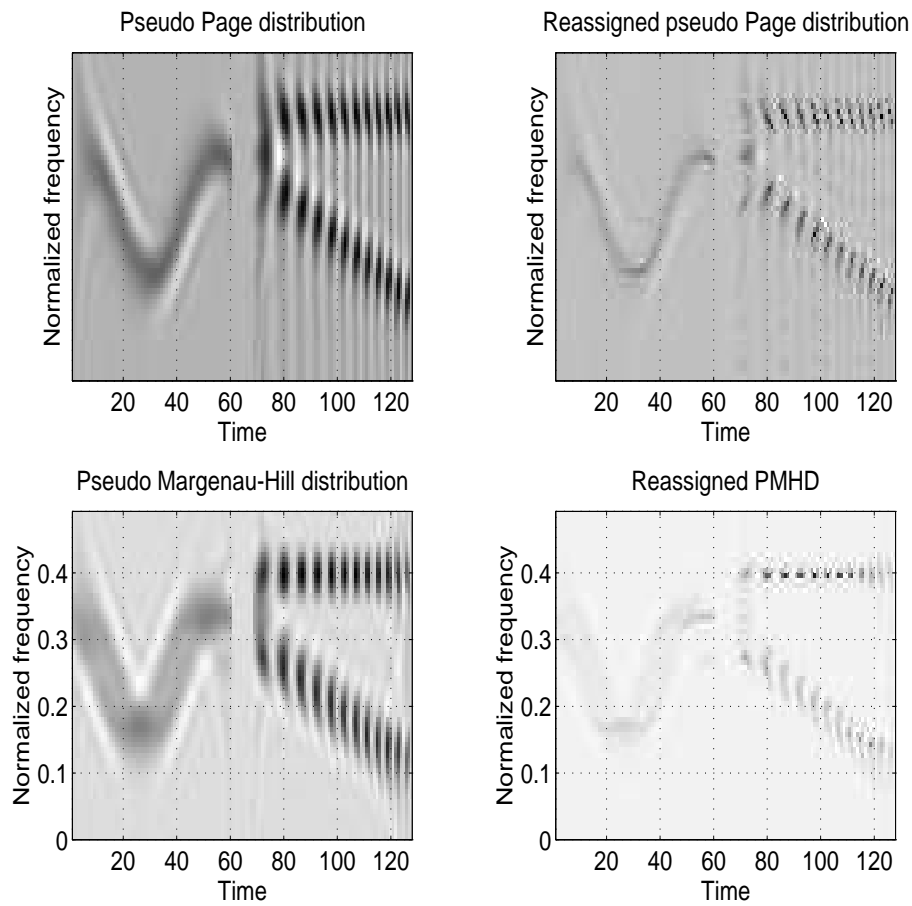 Pseudo Page distribution
Normalized frequency
20 40 60 80 100 120
Time
Reassigned pseudo Page distribution
Normalized frequency
20 40 60 80 100 120
Time
Pseudo Margenau-Hill distribution
Normalized frequency
0.4
0.3
0.2
0.1
0
20 40 60 80 100 120
Time
Reassigned PMHD
Normalized frequency
0.4
0.3
0.2
0.1
0
20 40 60 80 100 120
Time